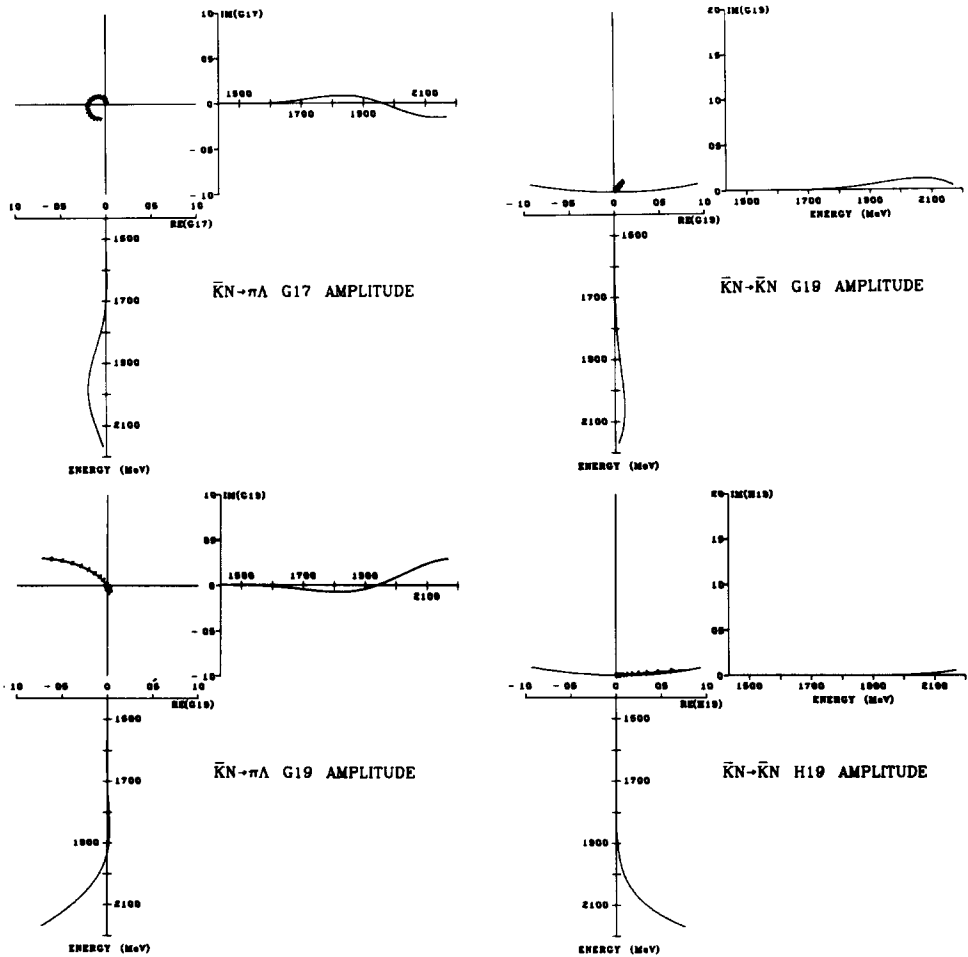 10 IM(G17)
05
1500 2100
0
1700 1900
- 05
- 10
- 10 - 05 0 05 10
RE(G17)
1500
1700
1900
2100
ENERGY (MeV)
K̄N→πΛ G17 AMPLITUDE
20 IM(G19)
15
10
05
0
1500 1700 1900 2100
ENERGY (MeV)
- 10 - 05 0 05 10
RE(G19)
1500
1700
1900
2100
ENERGY (MeV)
K̄N→K̄N G19 AMPLITUDE
10 IM(G19)
05
1500 1700 1900
0
2100
- 05
- 10
- 10 - 05 0 05 10
RE(G19)
1500
1700
1900
2100
ENERGY (MeV)
K̄N→πΛ G19 AMPLITUDE
20 IM(H19)
15
10
05
0
1500 1700 1900 2100
ENERGY (MeV)
- 10 - 05 0 05 10
RE(H19)
1500
1700
1900
2100
ENERGY (MeV)
K̄N→K̄N H19 AMPLITUDE